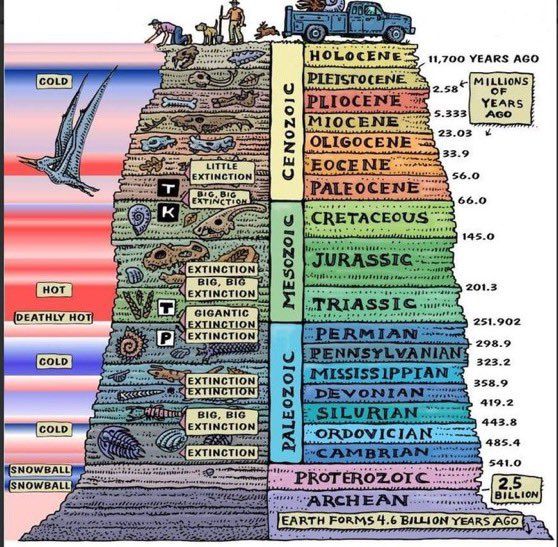 HOLOCENE
11,700 YEARS AGO
COLD
PLEISTOCENE
2.58
MILLIONS
OF
YEARS
AGO
PLIOCENE
5.333
MIOCENE
23.03
OLIGOCENE
33.9
CENOZOIC
LITTLE
EXTINCTION
EOCENE
56.0
T
BIG, BIG
EXTINCTION
PALEOCENE
66.0
K
CRETACEOUS
145.0
MESOZOIC
JURASSIC
EXTINCTION
201.3
HOT
BIG, BIG
EXTINCTION
TRIASSIC
DEATHLY HOT
T
GIGANTIC
EXTINCTION
251.902
P
EXTINCTION
PERMIAN
298.9
PENNSYLVANIAN
323.2
COLD
MISSISSIPPIAN
358.9
PALEOZOIC
EXTINCTION
EXTINCTION
DEVONIAN
419.2
SILURIAN
443.8
COLD
BIG, BIG
EXTINCTION
ORDOVICIAN
485.4
EXTINCTION
CAMBRIAN
541.0
SNOWBALL
SNOWBALL
PROTEROZOIC
2.5
BILLION
ARCHEAN
EARTH FORMS 4.6 BILLION YEARS AGO